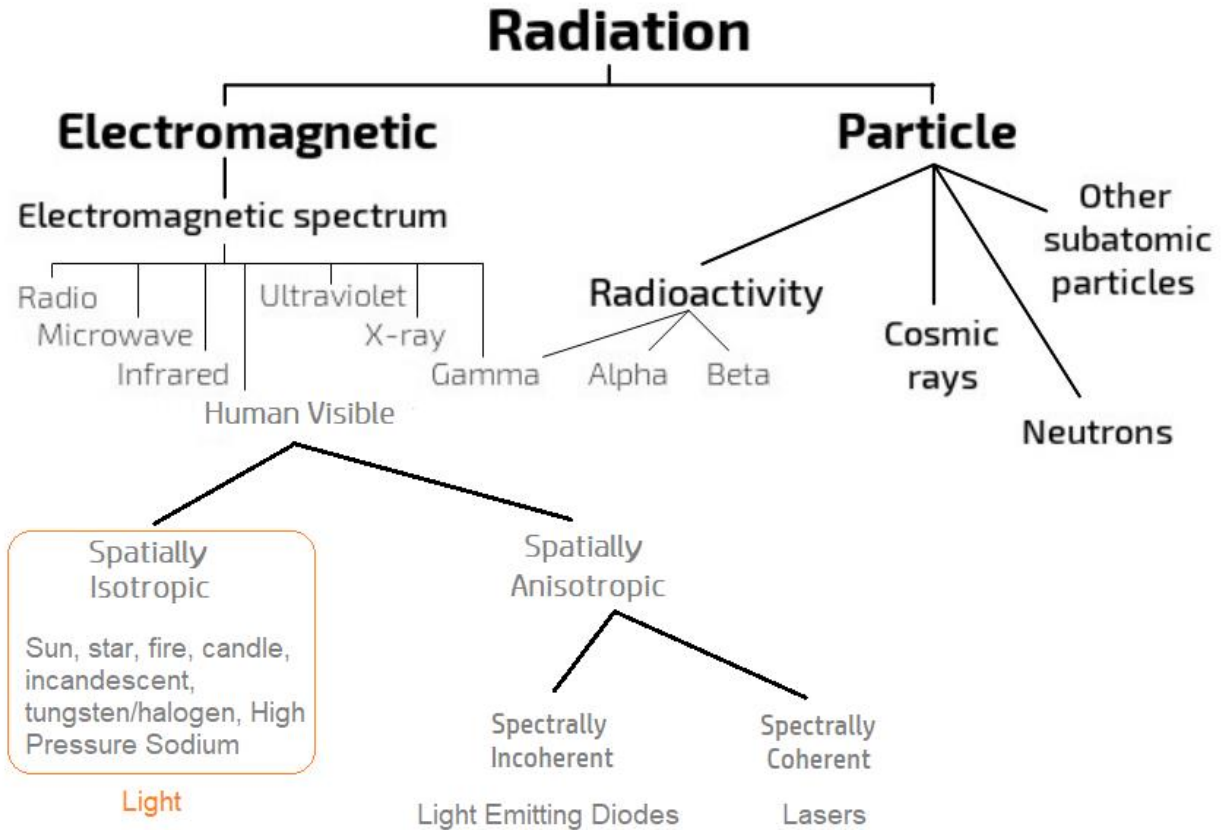 Radiation
Electromagnetic
Particle
Electromagnetic spectrum
Other
subatomic
particles
Radio
Microwave
Infrared
Human Visible
Ultraviolet
X-ray
Gamma
Radioactivity
Alpha
Beta
Cosmic
rays
Neutrons
Spatially
Isotropic
Sun, star, fire, candle,
incandescent,
tungsten/halogen, High
Pressure Sodium
Light
Spatially
Anisotropic
Spectrally
Incoherent
Light Emitting Diodes
Spectrally
Coherent
Lasers